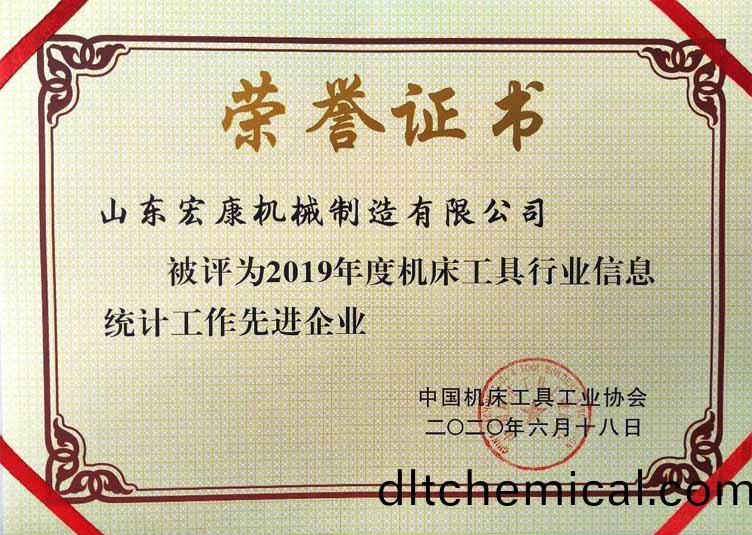 荣誉证书
山东宏康机械制造有限公司
被评为2019年度机床工具行业信息
统计工作先进企业
中国机床工具工业协会
二〇二〇年六月十八日
dltchemical.com